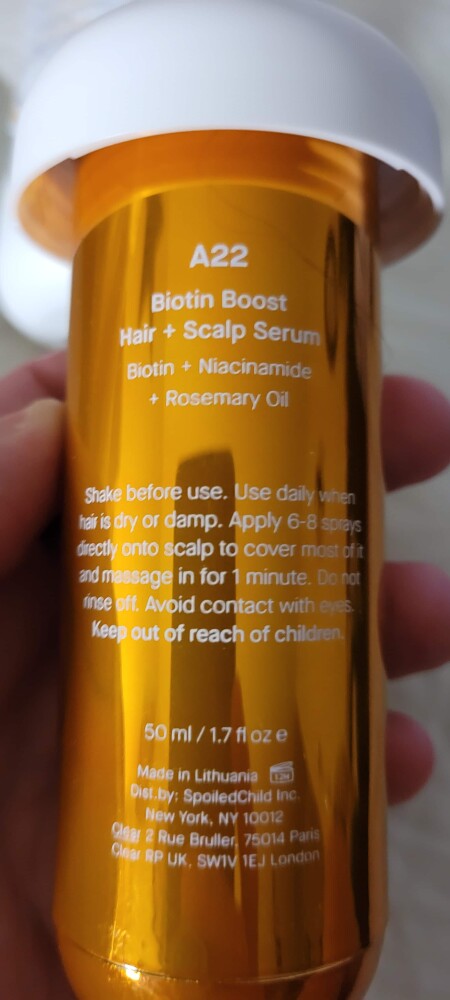 A22
Biotin Boost
Hair + Scalp Serum
Biotin + Niacinamide
+ Rosemary Oil
Shake before use. Use daily when
hair is dry or damp. Apply 6-8 sprays
directly onto scalp to cover most of it
and massage in for 1 minute. Do not
rinse off. Avoid contact with eyes.
Keep out of reach of children.
50 ml / 1.7 fl oz e
Made in Lithuania 12M
Dist.by: SpoiledChild Inc.
New York, NY 10012
Clear 2 Rue Bruller, 75014 Paris
Clear RP UK, SW1V 1EJ London